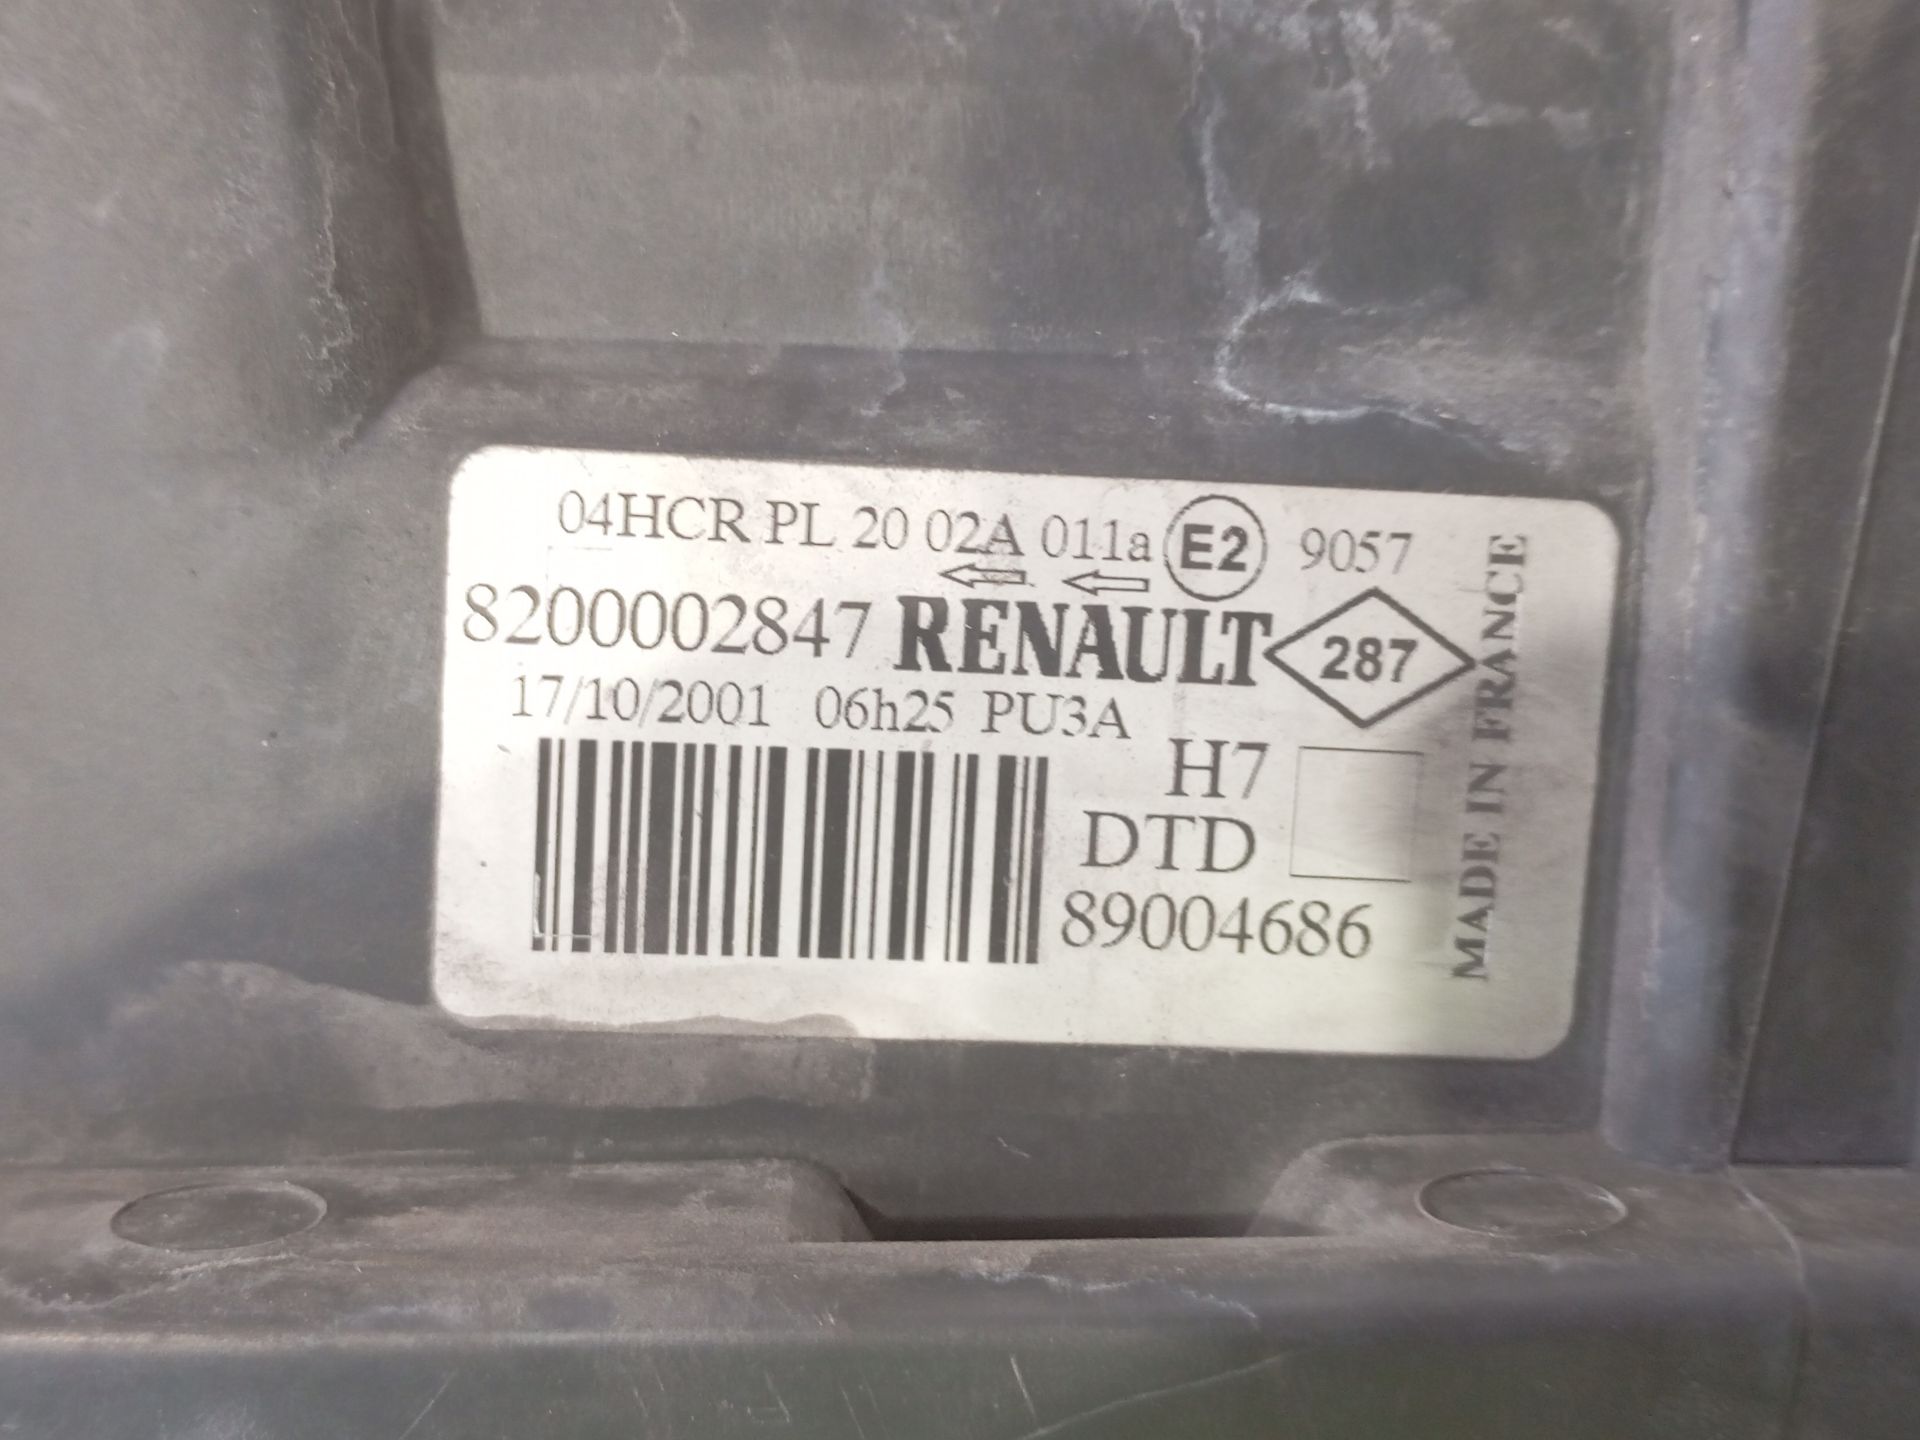 04HCR PL 20 02A 011a E2 9057
8200002847 RENAULT 287
17/10/2001 06h25 PU3A
H7
DTD
89004686
MADE IN FRANCE